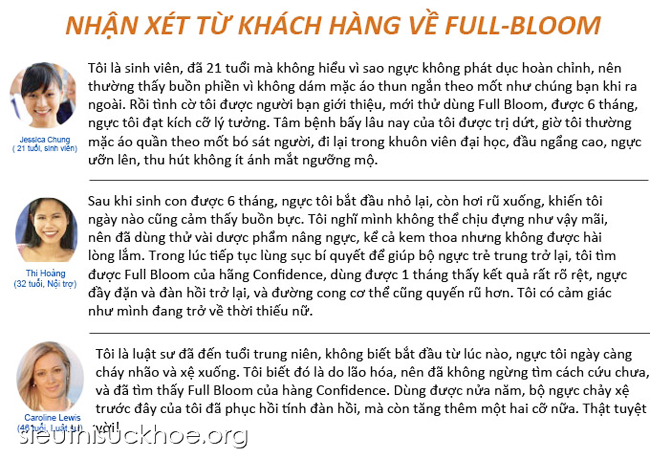 NHẬN XÉT TỪ KHÁCH HÀNG VỀ FULL-BLOOM
Tôi là sinh viên, đã 21 tuổi mà không hiểu vì sao ngực không phát dục hoàn chỉnh, nên
thường thấy buồn phiền vì không dám mặc áo thun ngắn theo mốt như chúng bạn khi ra
ngoài. Rồi tình cờ tôi được người bạn giới thiệu, mới thử dùng Full Bloom, được 6 tháng,
ngực tôi đạt kích cỡ lý tưởng. Tâm bệnh bấy lâu nay của tôi được trị dứt, giờ tôi thường
mặc áo quần theo mốt bó sát người, đi lại trong khuôn viên đại học, đầu ngẩng cao, ngực
ưỡn lên, thu hút không ít ánh mắt ngưỡng mộ.
Jessica Chung
( 21 tuổi, sinh viên)
Sau khi sinh con được 6 tháng, ngực tôi bắt đầu nhỏ lại, còn hơi rũ xuống, khiến tôi
ngày nào cũng cảm thấy buồn bực. Tôi nghĩ mình không thể chịu đựng như vậy mãi,
nên đã dùng thử vài dược phẩm nâng ngực, kể cả kem thoa nhưng không được hài
lòng lắm. Trong lúc tiếp tục lùng sục bí quyết để giúp bộ ngực trẻ trung trở lại, tôi tìm
được Full Bloom của hãng Confidence, dùng được 1 tháng thấy kết quả rất rõ rệt, ngực
đầy đặn và đàn hồi trở lại, và đường cong cơ thể cũng quyến rũ hơn. Tôi có cảm giác
như mình đang trở về thời thiếu nữ.
Thi Hoàng
(32 tuổi, Nội trợ)
Tôi là luật sư đã đến tuổi trung niên, không biết bắt đầu từ lúc nào, ngực tôi ngày càng
cháy nhão và xệ xuống. Tôi biết đó là do lão hóa, nên đã không ngừng tìm cách cứu chưa,
và đã tìm thấy Full Bloom của hàng Confidence. Dùng được nửa năm, bộ ngực chảy xệ
trước đây của tôi đã phục hồi tính đàn hồi, mà còn tăng thêm một hai cỡ nữa. Thật tuyệt
vời!
Caroline Lewis
sieuthisuckhoe.org